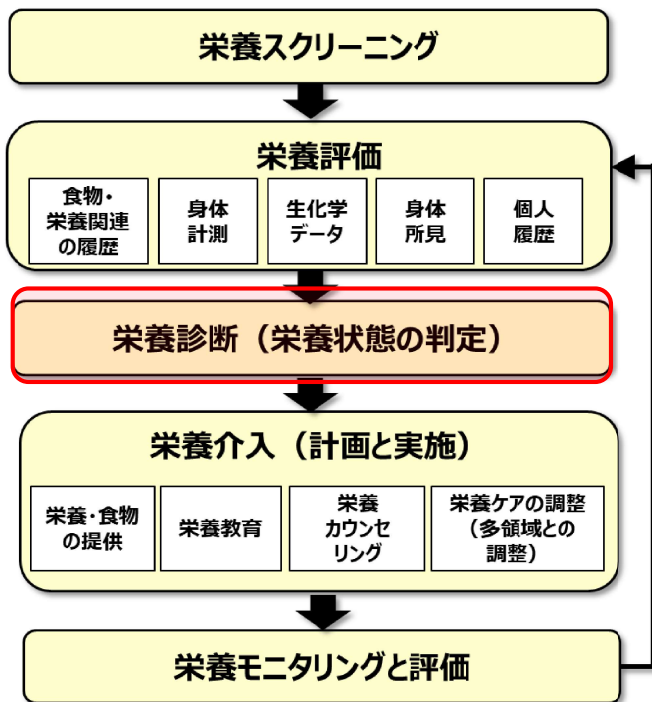 栄養スクリーニング
栄養評価
食物・
栄養関連
の履歴
身体
計測
生化学
データ
身体
所見
個人
履歴
栄養診断（栄養状態の判定）
栄養介入（計画と実施）
栄養・食物
の提供
栄養教育
栄養
カウンセ
リング
栄養ケアの調整
（多領域との
調整）
栄養モニタリングと評価